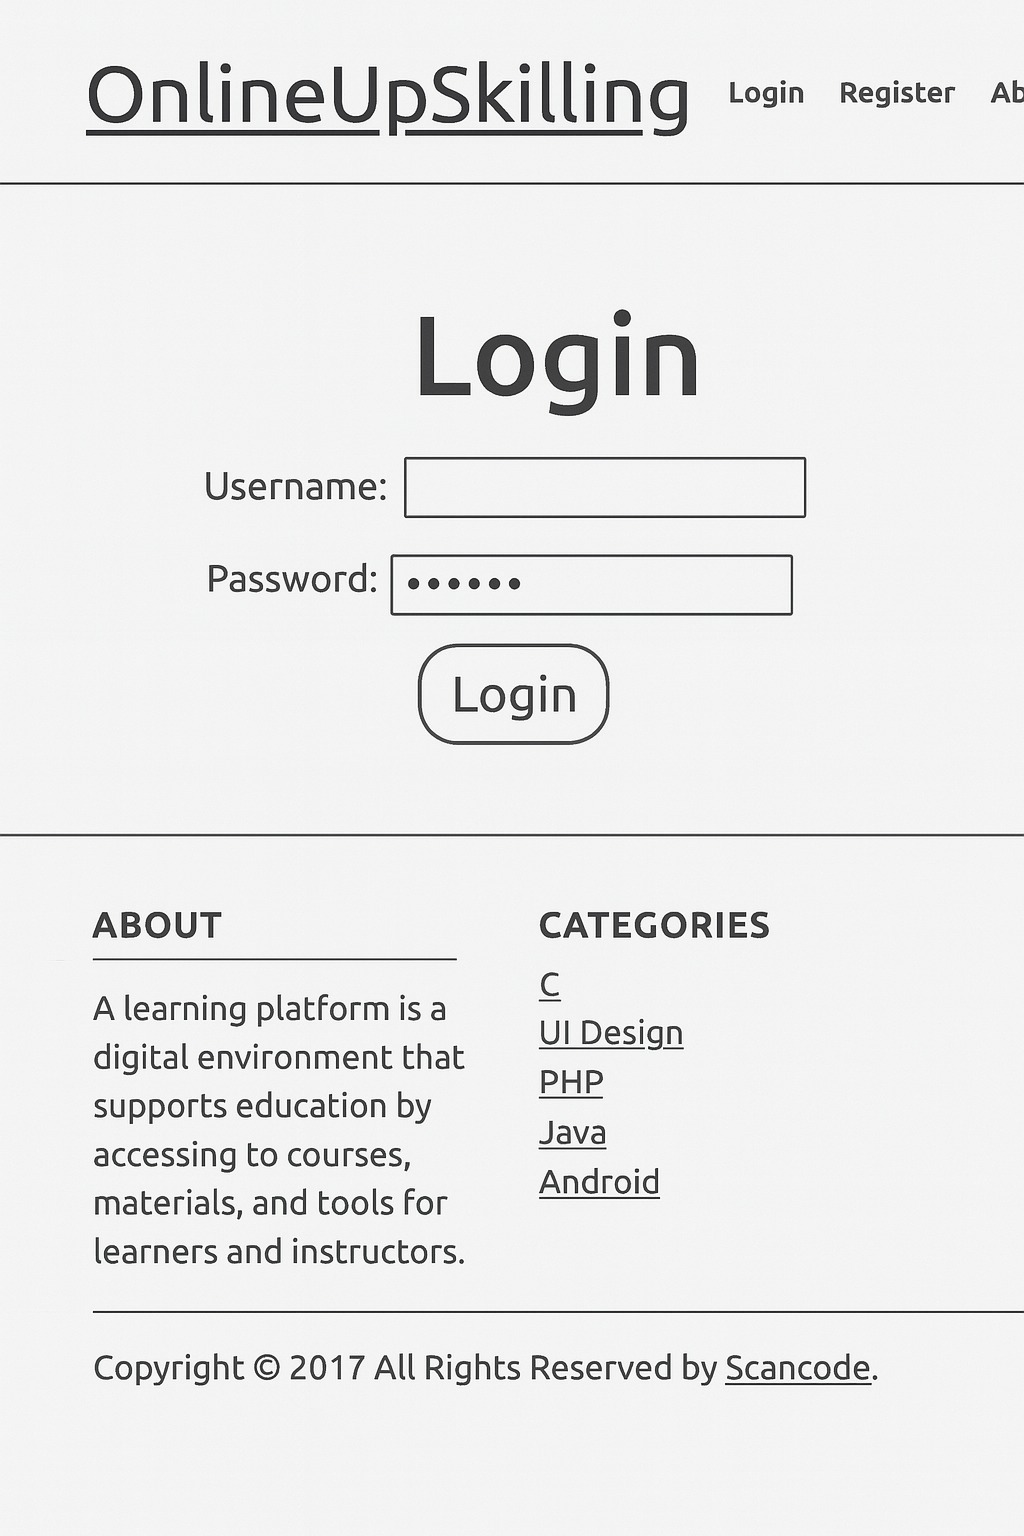 OnlineUpSkilling Login Register Ab
Login
Username:
Password: ••••••
Login
ABOUT
A learning platform is a
digital environment that
supports education by
accessing to courses,
materials, and tools for
learners and instructors.
CATEGORIES
C
UI Design
PHP
Java
Android
Copyright © 2017 All Rights Reserved by Scancode.